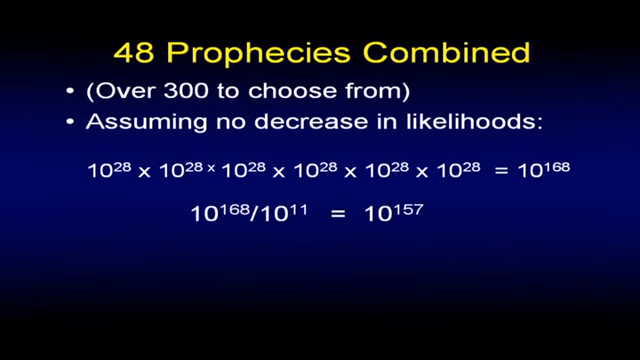 48 Prophecies Combined
• (Over 300 to choose from)
• Assuming no decrease in likelihoods:
10²⁸ x 10²⁸ ˣ 10²⁸ x 10²⁸ x 10²⁸ x 10²⁸ = 10¹⁶⁸
10¹⁶⁸/10¹¹ = 10¹⁵⁷